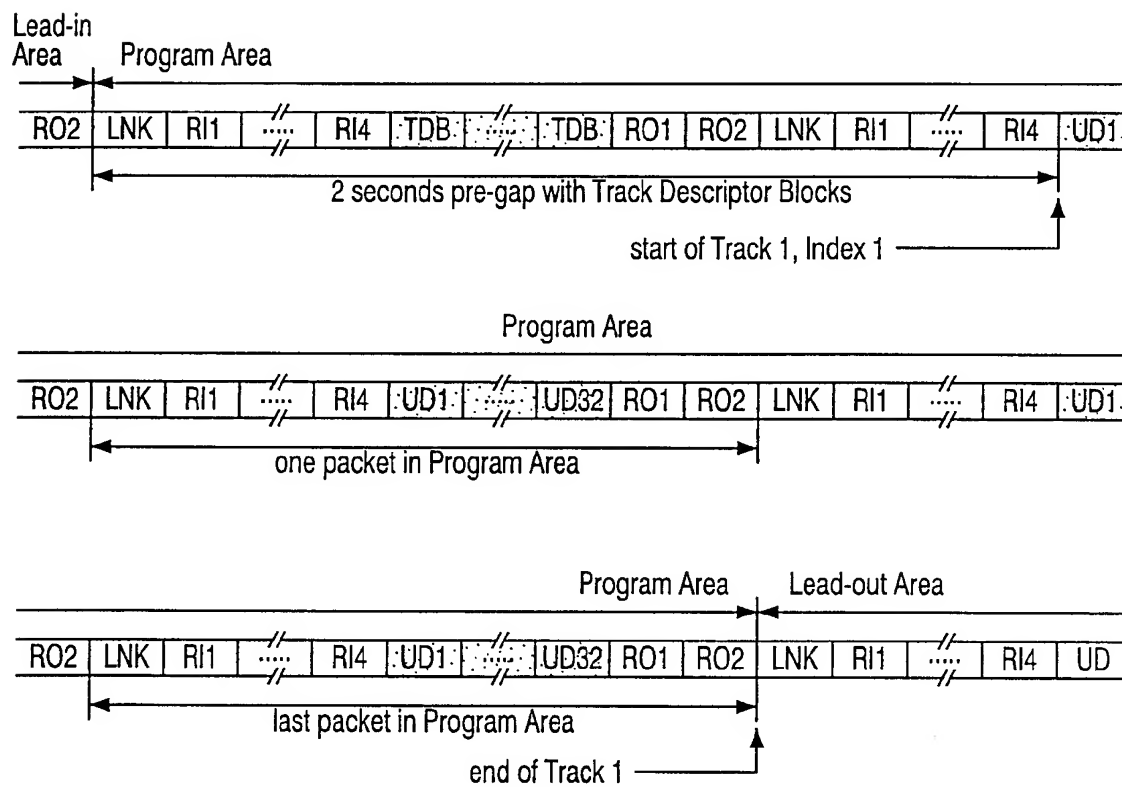 Lead-in
Area Program Area
RO2 LNK RI1 ..... RI4 TDB ..... TDB RO1 RO2 LNK RI1 ..... RI4 UD1
2 seconds pre-gap with Track Descriptor Blocks
start of Track 1, Index 1
Program Area
RO2 LNK RI1 ..... RI4 UD1 ..... UD32 RO1 RO2 LNK RI1 ..... RI4 UD1
one packet in Program Area
Program Area Lead-out Area
RO2 LNK RI1 ..... RI4 UD1 ..... UD32 RO1 RO2 LNK RI1 ..... RI4 UD
last packet in Program Area
end of Track 1